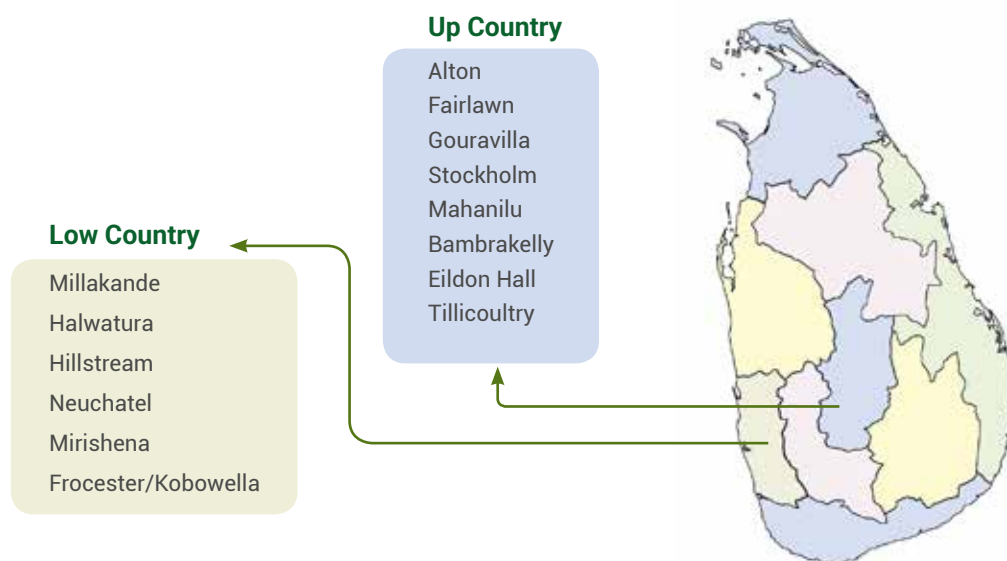 Up Country
Alton
Fairlawn
Gouravilla
Stockholm
Mahanilu
Bambrakelly
Eildon Hall
Tillicoultry
Low Country
Millakande
Halwatura
Hillstream
Neuchatel
Mirishena
Frocester/Kobowella